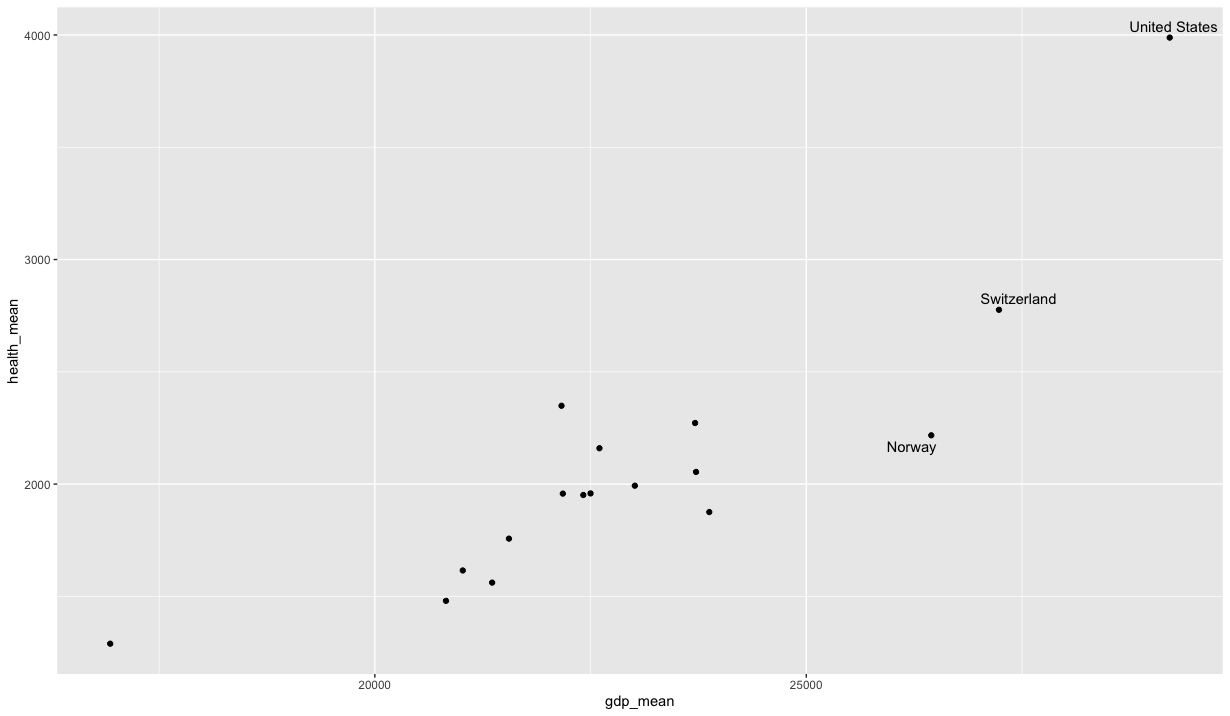 United States
4000
3000
Switzerland
health_mean
Norway
2000
20000
25000
gdp_mean